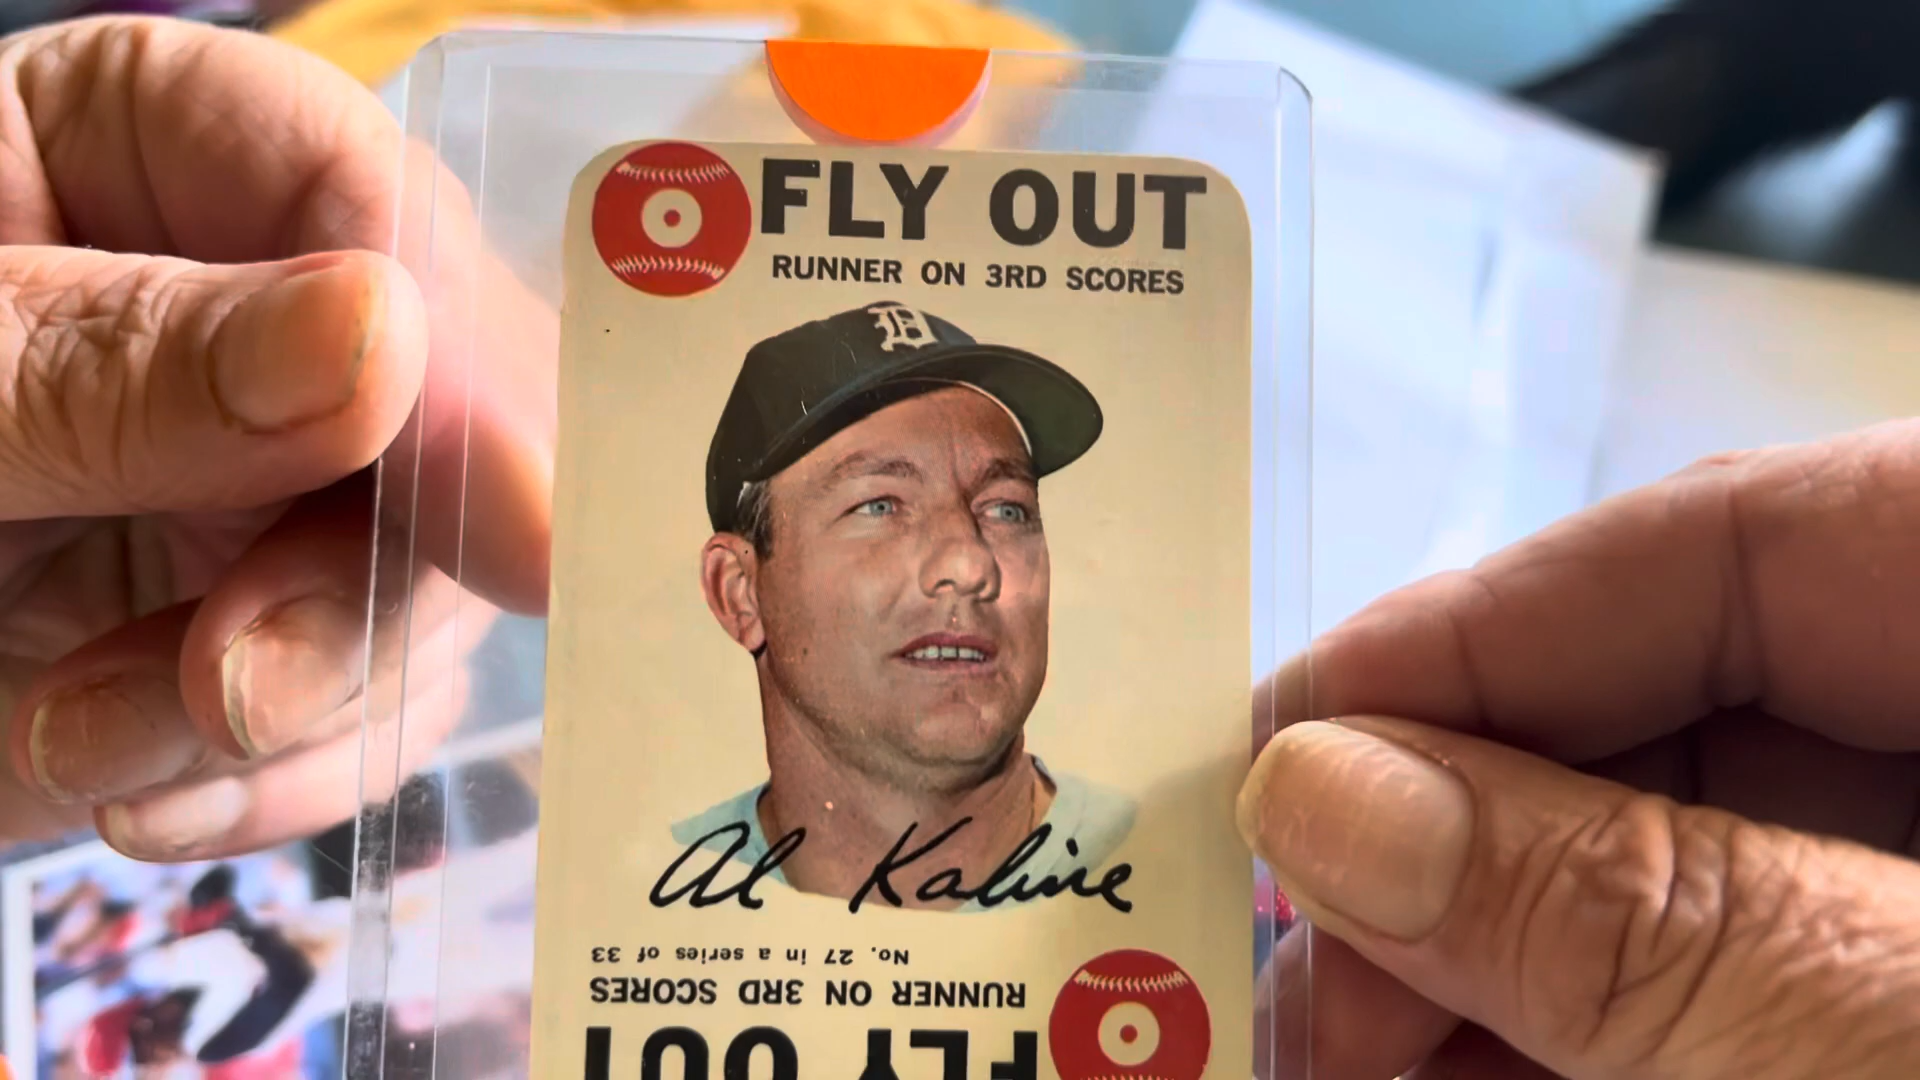 FLY OUT
RUNNER ON 3RD SCORES
D
Al Kaline
No. 27 in a series of 33
RUNNER ON 3RD SCORES
FLY OUT